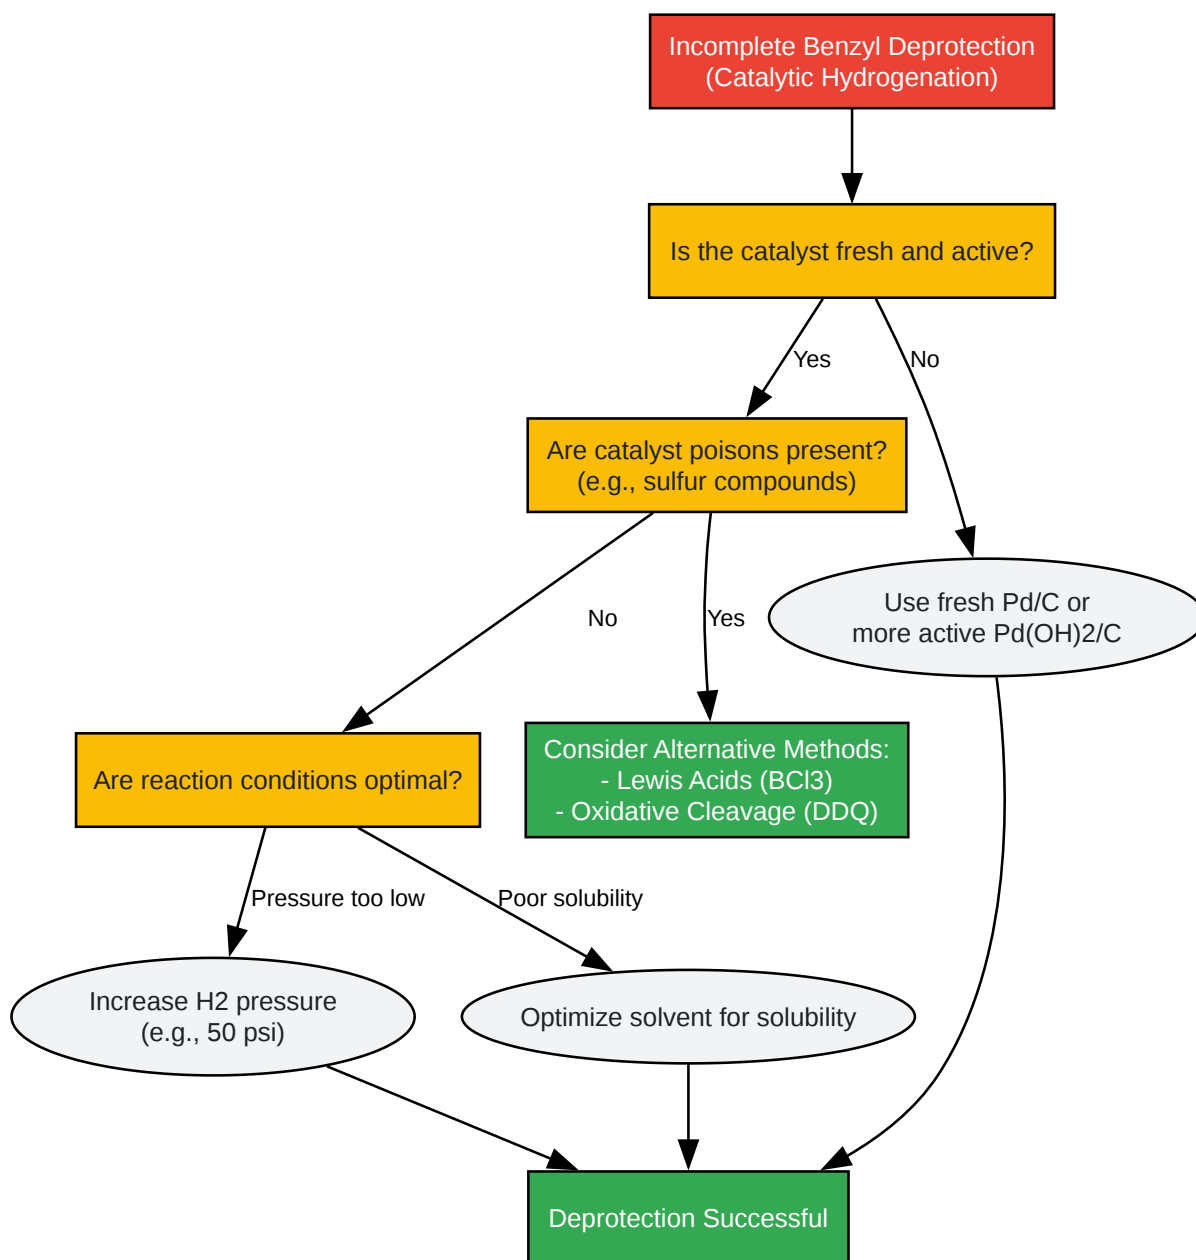 Incomplete Benzyl Deprotection
(Catalytic Hydrogenation)
Is the catalyst fresh and active?
Yes
No
Are catalyst poisons present?
(e.g., sulfur compounds)
Use fresh Pd/C or
more active Pd(OH)2/C
No
Yes
Are reaction conditions optimal?
Consider Alternative Methods:
- Lewis Acids (BCl3)
- Oxidative Cleavage (DDQ)
Pressure too low
Poor solubility
Increase H2 pressure
(e.g., 50 psi)
Optimize solvent for solubility
Deprotection Successful